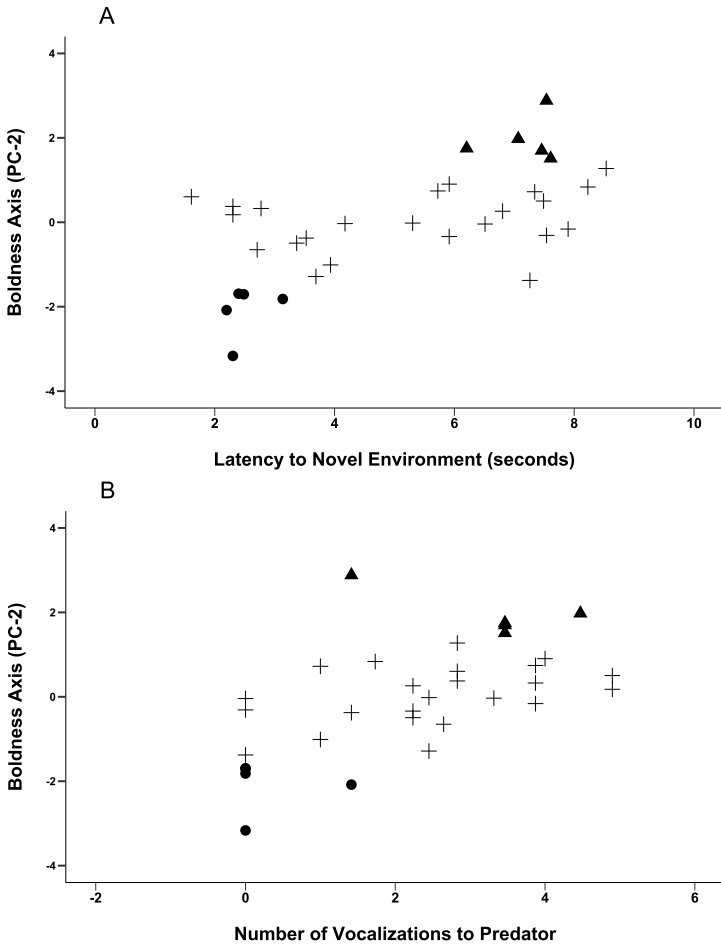 A
4
2
0
-2
-4
Boldness Axis (PC-2)
0 2 4 6 8 10
Latency to Novel Environment (seconds)
B
4
2
0
-2
-4
Boldness Axis (PC-2)
-2 0 2 4 6
Number of Vocalizations to Predator